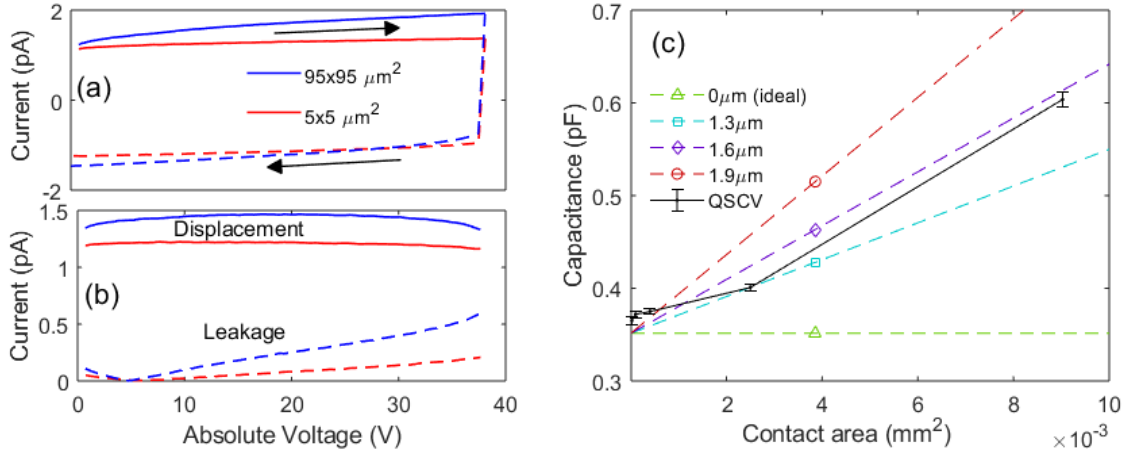 2
1
0
-1
-2
Current (pA)
(a)
95x95 μm²
5x5 μm²
1.5
1
0.5
0
Current (pA)
Displacement
(b)
Leakage
0
10
20
30
40
Absolute Voltage (V)
(c)
0.7
0.6
0.5
0.4
0.3
Capacitance (pF)
0μm (ideal)
1.3μm
1.6μm
1.9μm
QSCV
2
4
6
8
10
Contact area (mm²)
×10⁻³